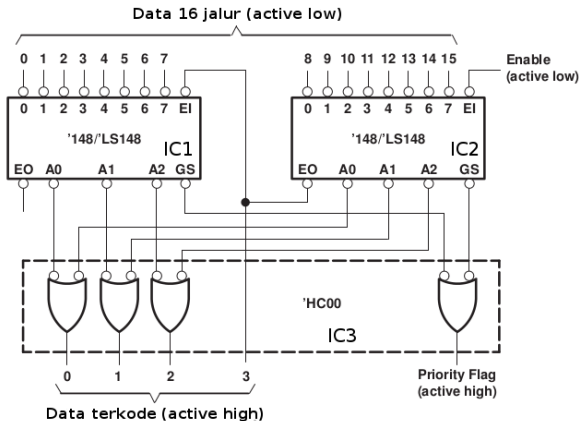 Data 16 jalur (active low)
0 1 2 3 4 5 6 7
8 9 10 11 12 13 14 15
Enable
(active low)
0 1 2 3 4 5 6 7 EI
'148/'LS148
IC1
EO A0 A1 A2 GS
0 1 2 3 4 5 6 7 EI
'148/'LS148
IC2
EO A0 A1 A2 GS
'HC00
IC3
0 1 2 3
Priority Flag
(active high)
Data terkode (active high)